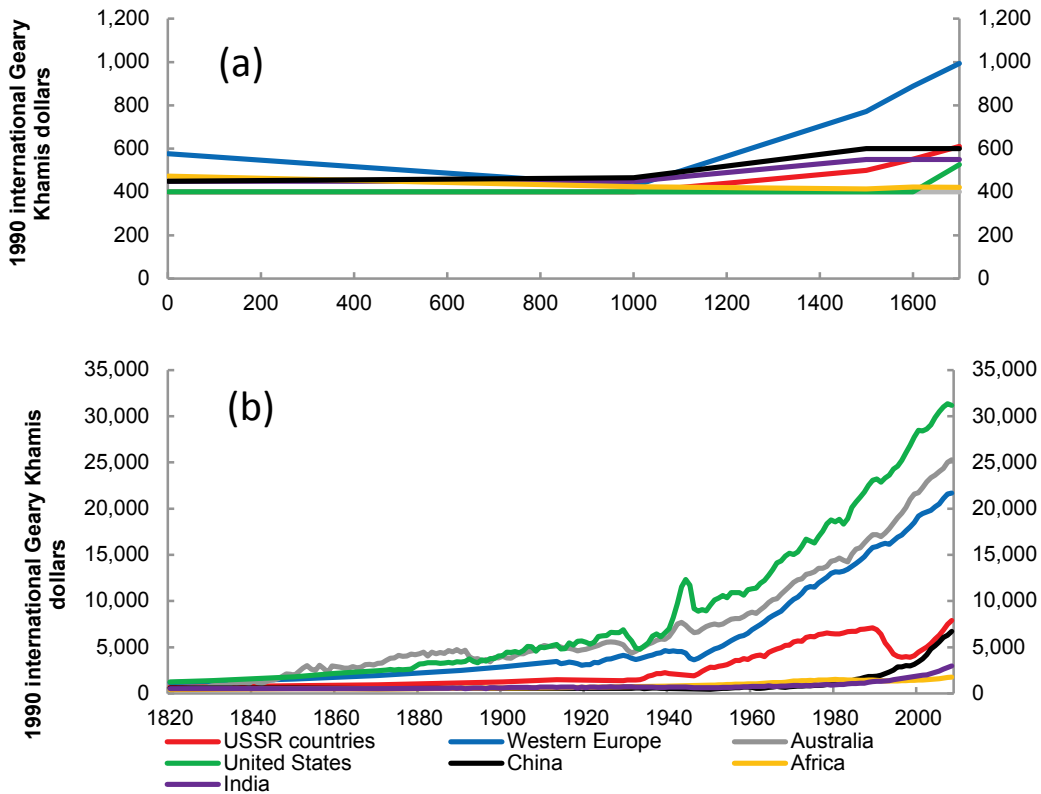 1990 international Geary
Khamis dollars
(a)
1,200
1,000
800
600
400
200
0
1,200
1,000
800
600
400
200
0
0 200 400 600 800 1000 1200 1400 1600
1990 international Geary Khamis
dollars
(b)
35,000
30,000
25,000
20,000
15,000
10,000
5,000
0
35,000
30,000
25,000
20,000
15,000
10,000
5,000
0
1820 1840 1860 1880 1900 1920 1940 1960 1980 2000
USSR countries Western Europe Australia
United States China Africa
India